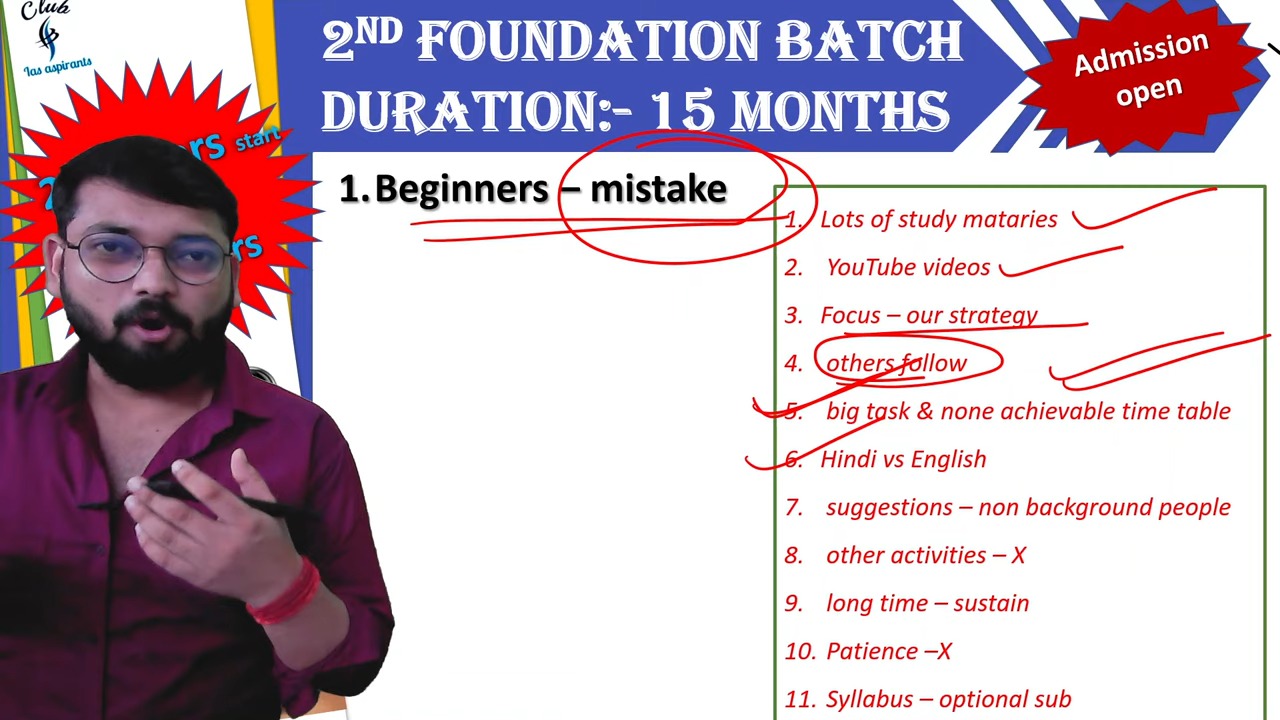 Club
Ias aspirants
2ND FOUNDATION BATCH
DURATION:- 15 MONTHS
Admission
open
start
1. Beginners – mistake
1. Lots of study mataries
2. YouTube videos
3. Focus – our strategy
4. others follow
5. big task & none achievable time table
6. Hindi vs English
7. suggestions – non background people
8. other activities – X
9. long time – sustain
10. Patience –X
11. Syllabus – optional sub